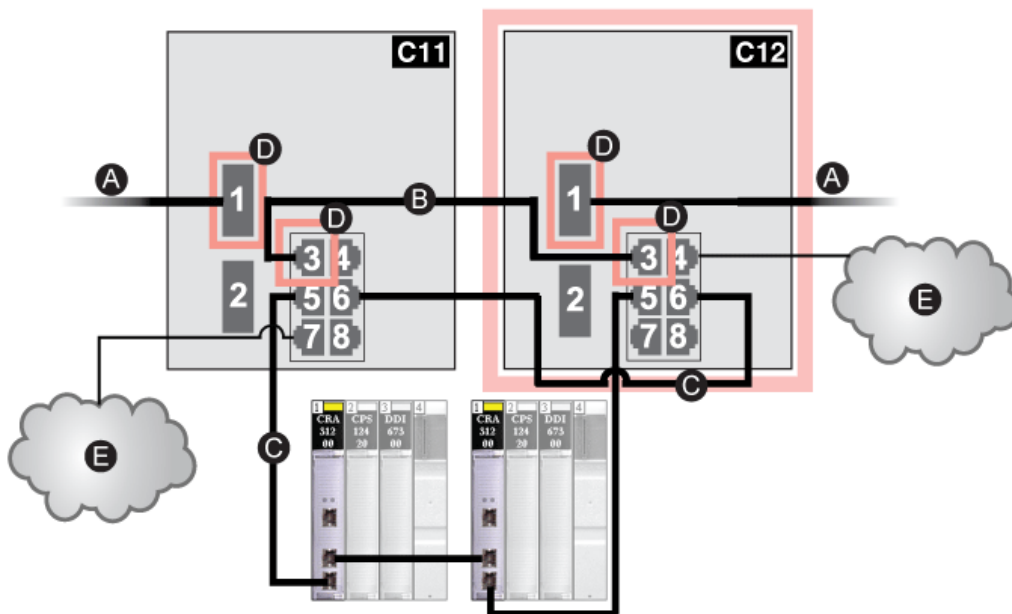 C11
C12
D
D
A
A
1
B
1
D
D
3 4
3 4
2
5 6
2
5 6
E
7 8
7 8
C
1 2 3 4
1 2 3 4
CRA CPS DDI
CRA CPS DDI
312 124 673
312 124 673
00 20 00
00 20 00
C
E